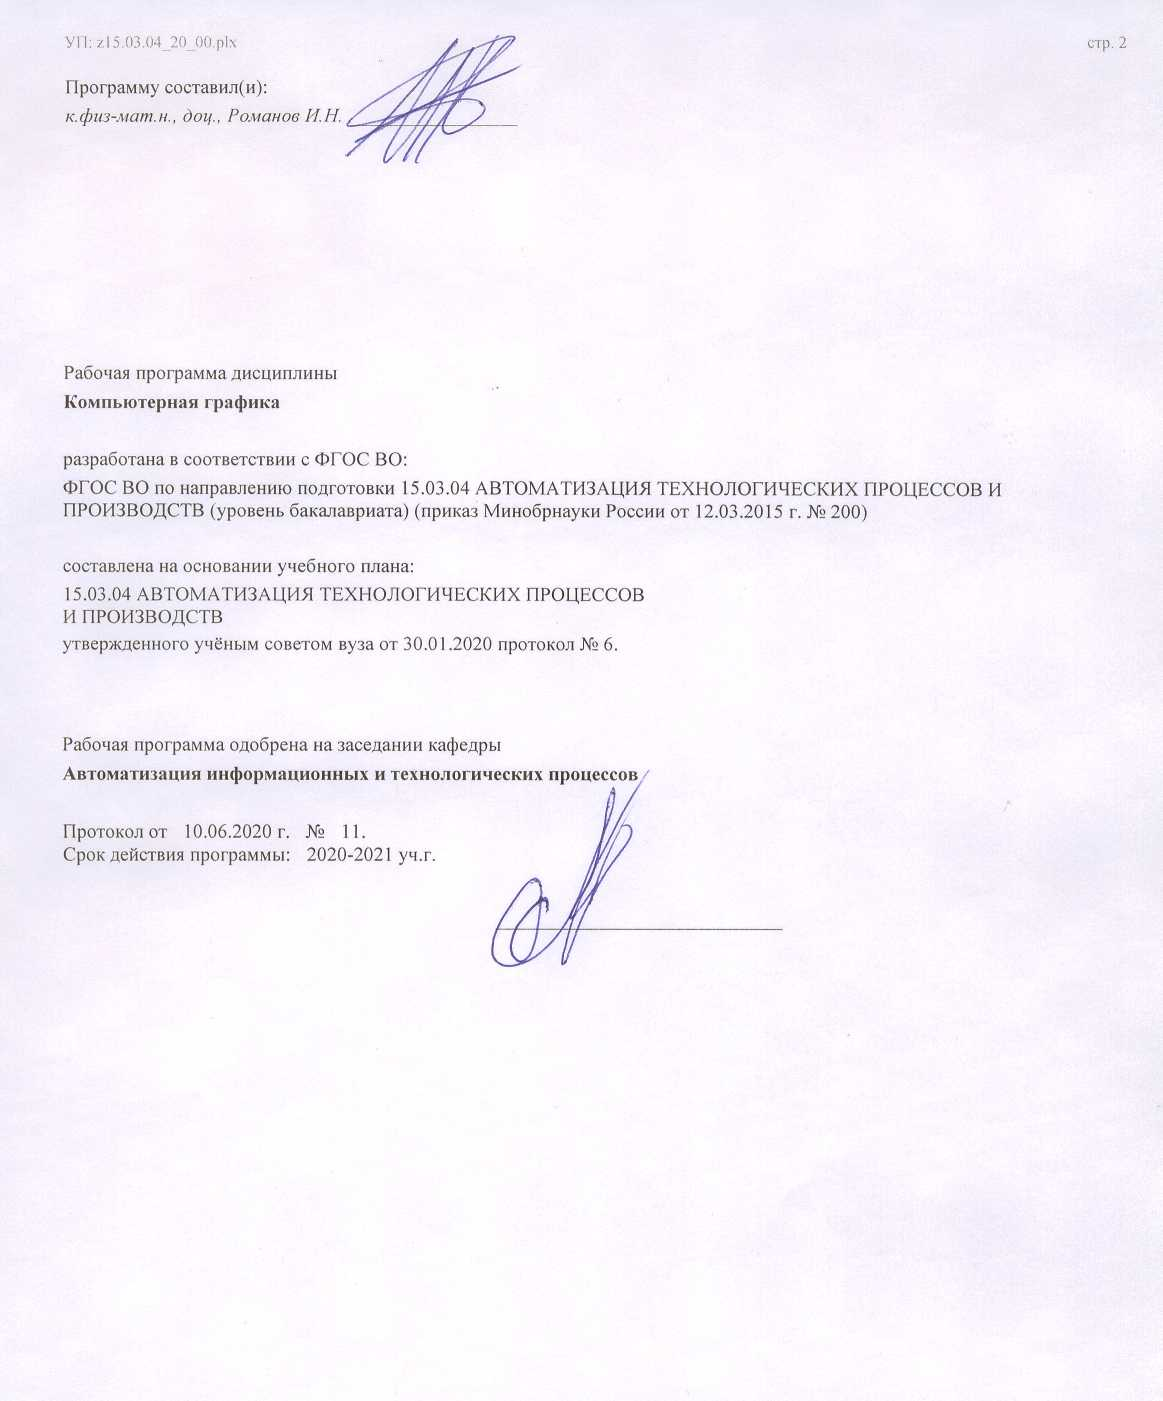 УП: z15.03.04_20_00.plx стр. 2
Программу составил(и):
к.физ-мат.н., доц., Романов И.Н.
Рабочая программа дисциплины
Компьютерная графика
разработана в соответствии с ФГОС ВО:
ФГОС ВО по направлению подготовки 15.03.04 АВТОМАТИЗАЦИЯ ТЕХНОЛОГИЧЕСКИХ ПРОЦЕССОВ И
ПРОИЗВОДСТВ (уровень бакалавриата) (приказ Минобрнауки России от 12.03.2015 г. № 200)
составлена на основании учебного плана:
15.03.04 АВТОМАТИЗАЦИЯ ТЕХНОЛОГИЧЕСКИХ ПРОЦЕССОВ
И ПРОИЗВОДСТВ
утвержденного учёным советом вуза от 30.01.2020 протокол № 6.
Рабочая программа одобрена на заседании кафедры
Автоматизация информационных и технологических процессов
Протокол от 10.06.2020 г. № 11.
Срок действия программы: 2020-2021 уч.г.